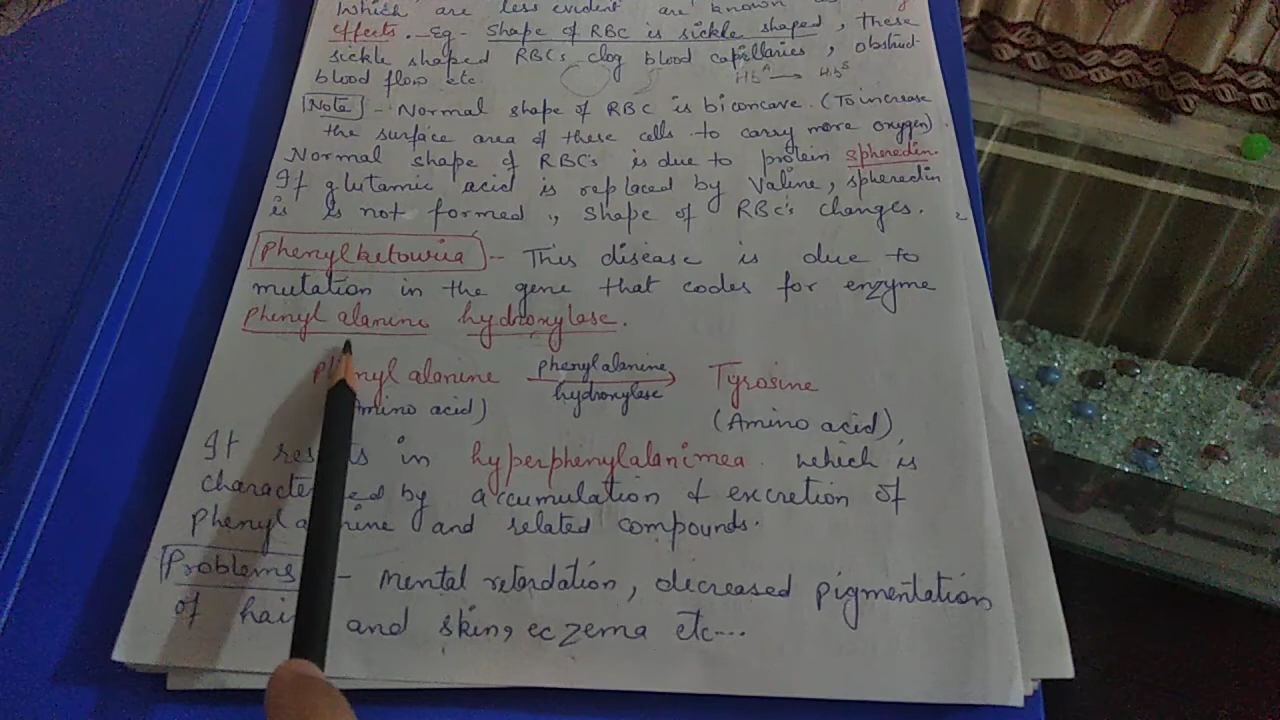 which are less evident are known
effects. Eg- Shape of RBC is sickle shaped, these
sickle shaped RBCs clog blood capillaries, obstruct
blood flow etc. Hbᴬ → Hbˢ
Note - Normal shape of RBC is biconcave. (To increase
the surface area of these cells to carry more oxygen)
Normal shape of RBC's is due to protein spheredin.
If glutamic acid is replaced by Valine, spheredin
is is not formed ., shape of RBC's changes.
Phenylketouria - This disease is due to
mutation in the gene that codes for enzyme
phenyl alanine hydroxylase.
phenylalanine
alanine → Tyrosine
hydroxylase
acid) (Amino acid),
It in hyperphenylalanimea. which is
by accumulation & excretion of
and related compounds.
Problems - Mental retardation, decreased pigmentation
of and skin, eczema etc---